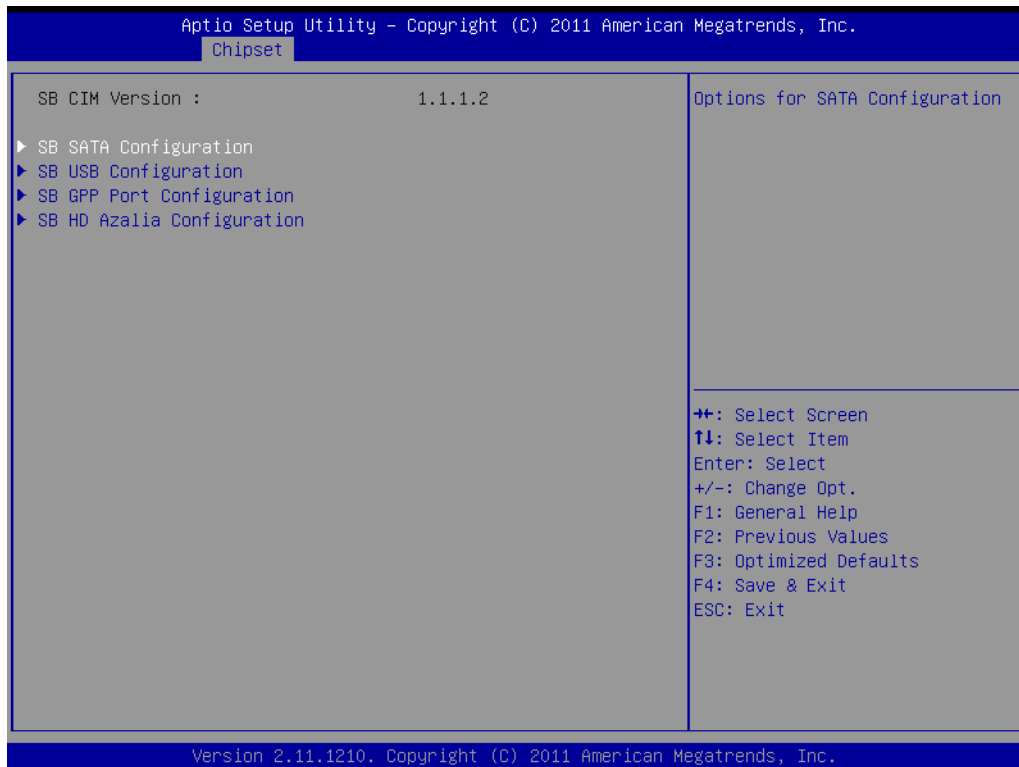 Aptio Setup Utility – Copyright (C) 2011 American Megatrends, Inc.
Chipset
SB CIM Version : 1.1.1.2
▶ SB SATA Configuration
▶ SB USB Configuration
▶ SB GPP Port Configuration
▶ SB HD Azalia Configuration
Options for SATA Configuration
→←: Select Screen
↑↓: Select Item
Enter: Select
+/-: Change Opt.
F1: General Help
F2: Previous Values
F3: Optimized Defaults
F4: Save & Exit
ESC: Exit
Version 2.11.1210. Copyright (C) 2011 American Megatrends, Inc.